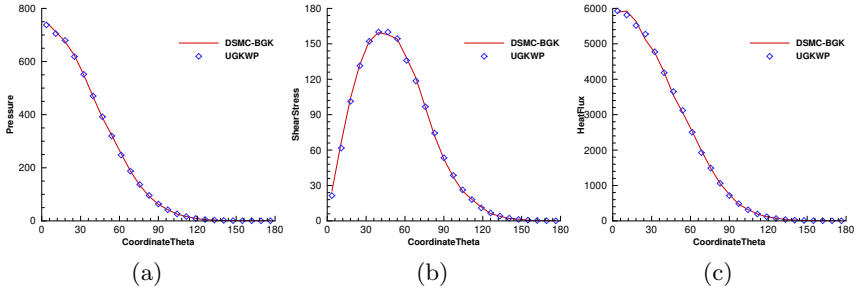 Pressure
800
600
400
200
0
0 30 60 90 120 150 180
CoordinateTheta
DSMC-BGK
UGKWP
(a)
ShearStress
180
150
120
90
60
30
0
0 30 60 90 120 150 180
CoordinateTheta
DSMC-BGK
UGKWP
(b)
HeatFlux
6000
5000
4000
3000
2000
1000
0
0 30 60 90 120 150 180
CoordinateTheta
DSMC-BGK
UGKWP
(c)